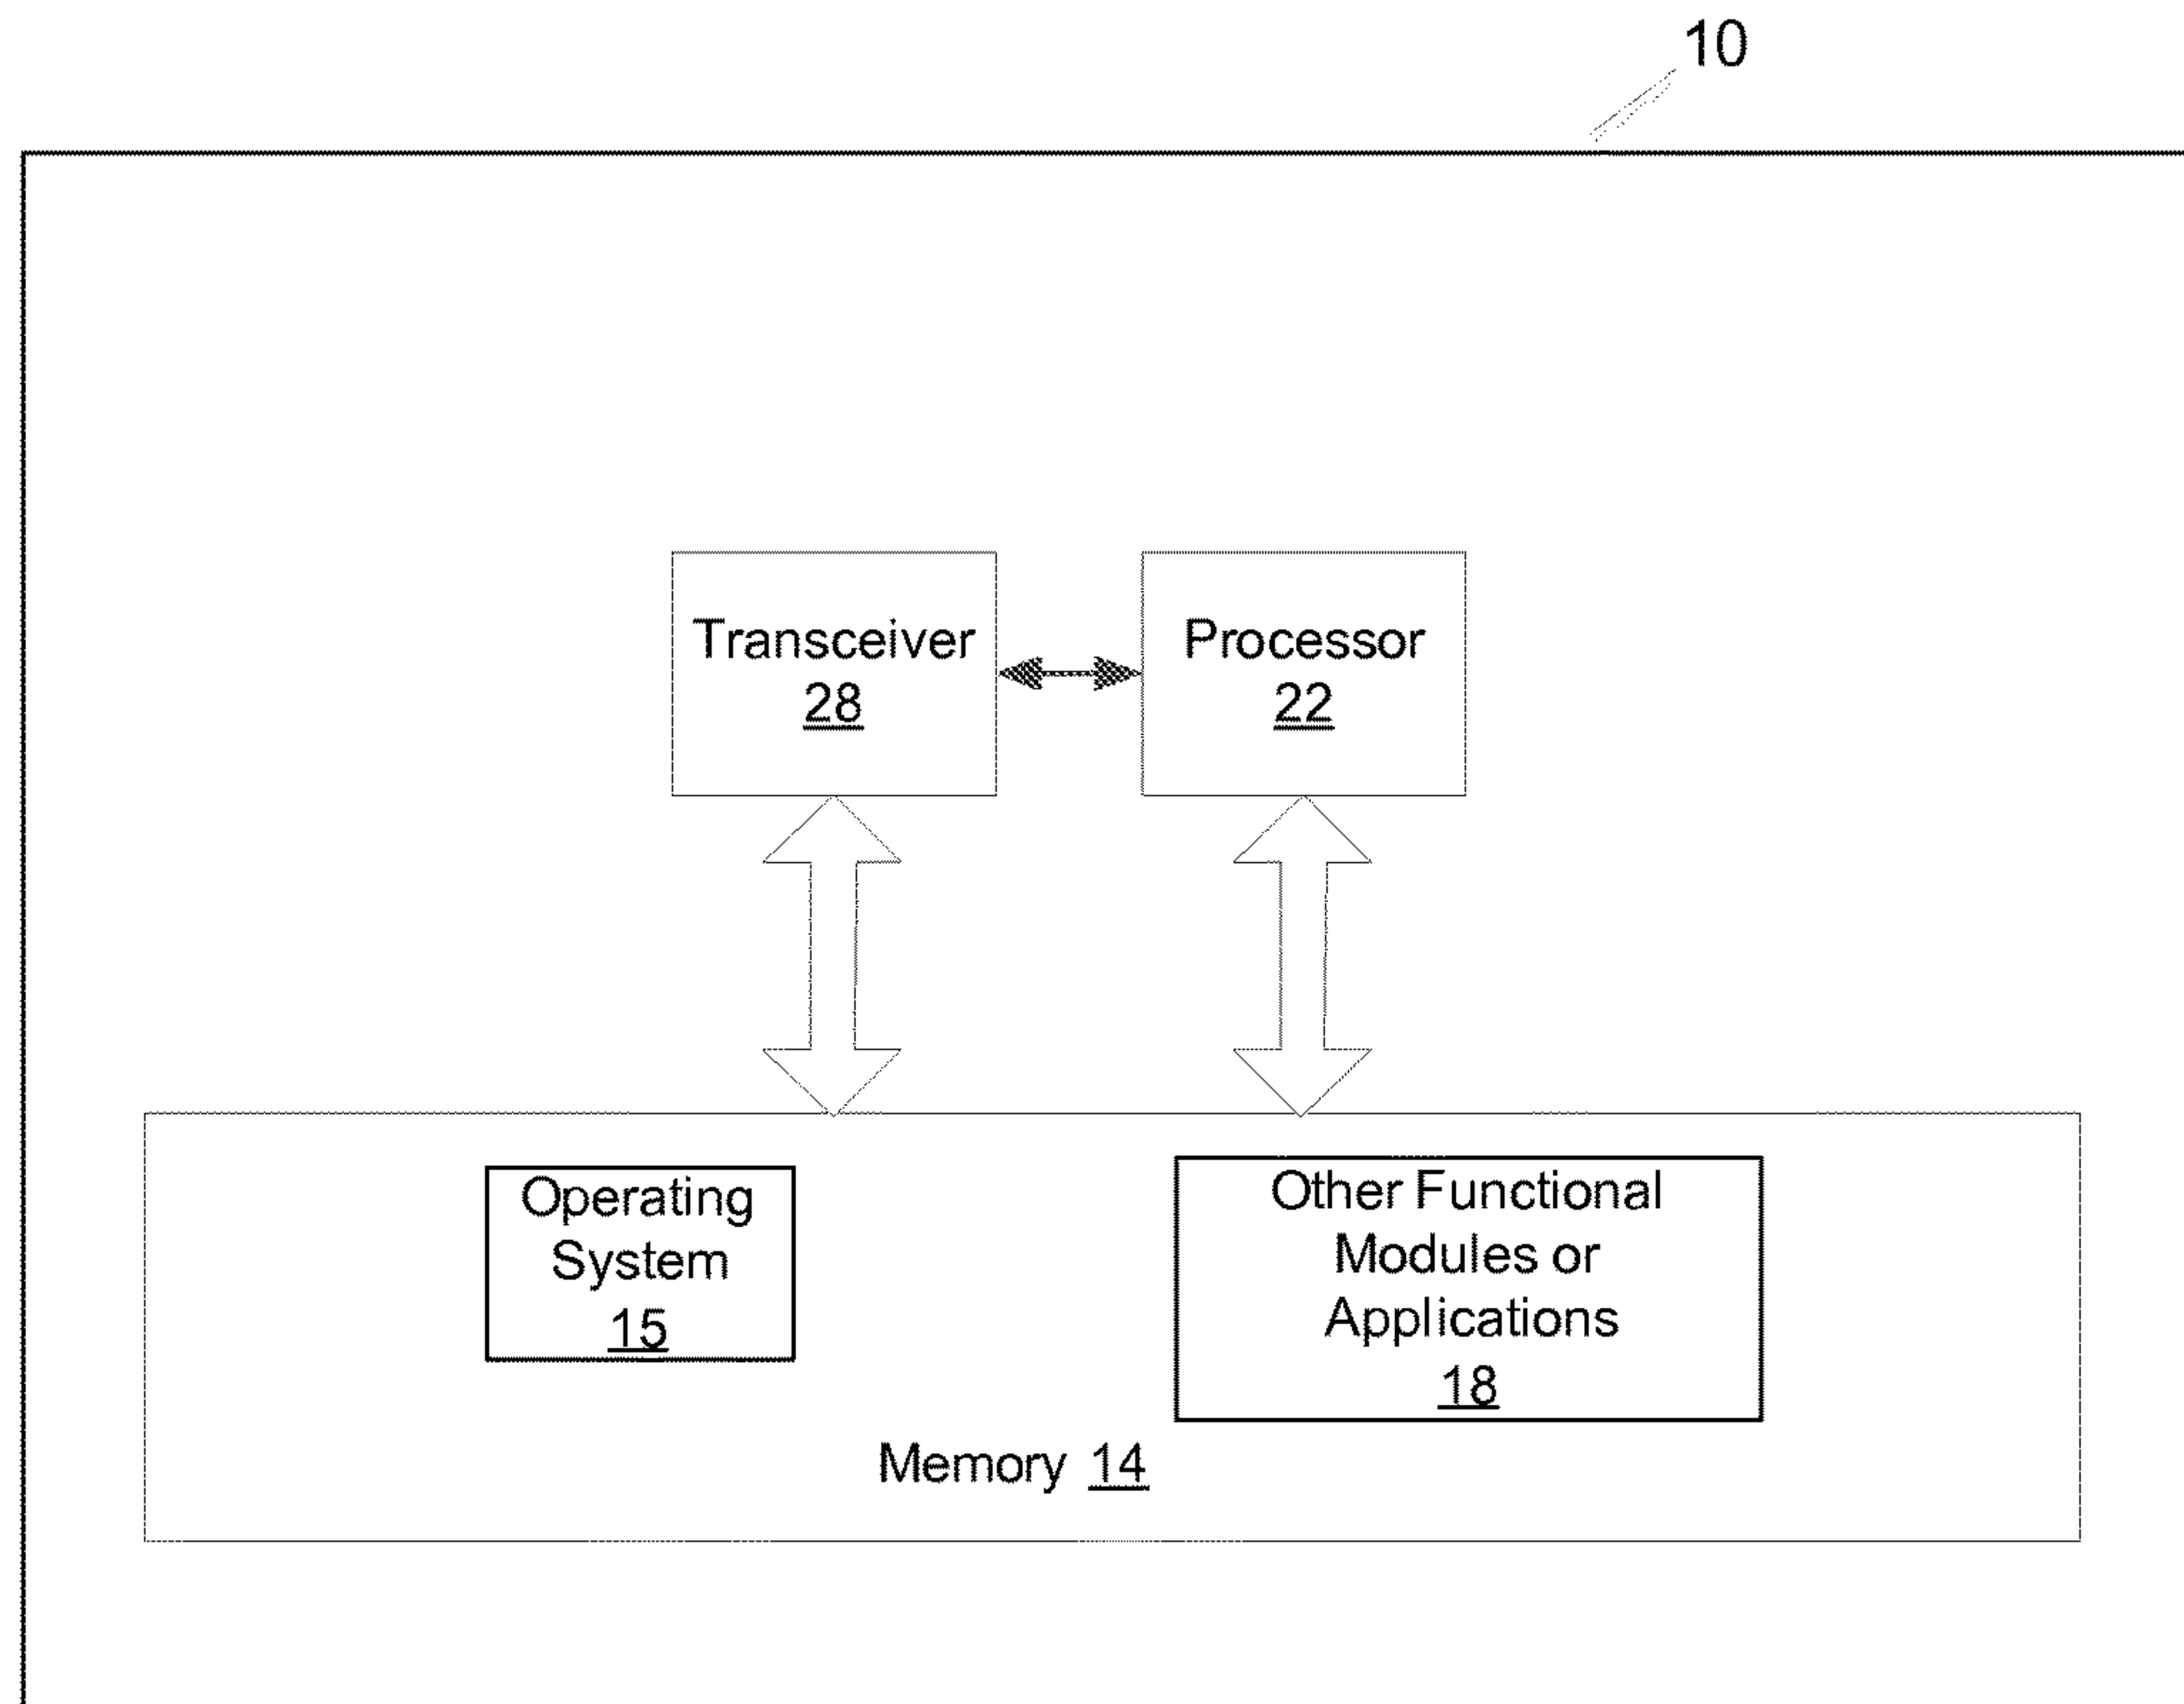 10
Transceiver
28
Processor
22
Operating
System
15
Other Functional
Modules or
Applications
18
Memory 14